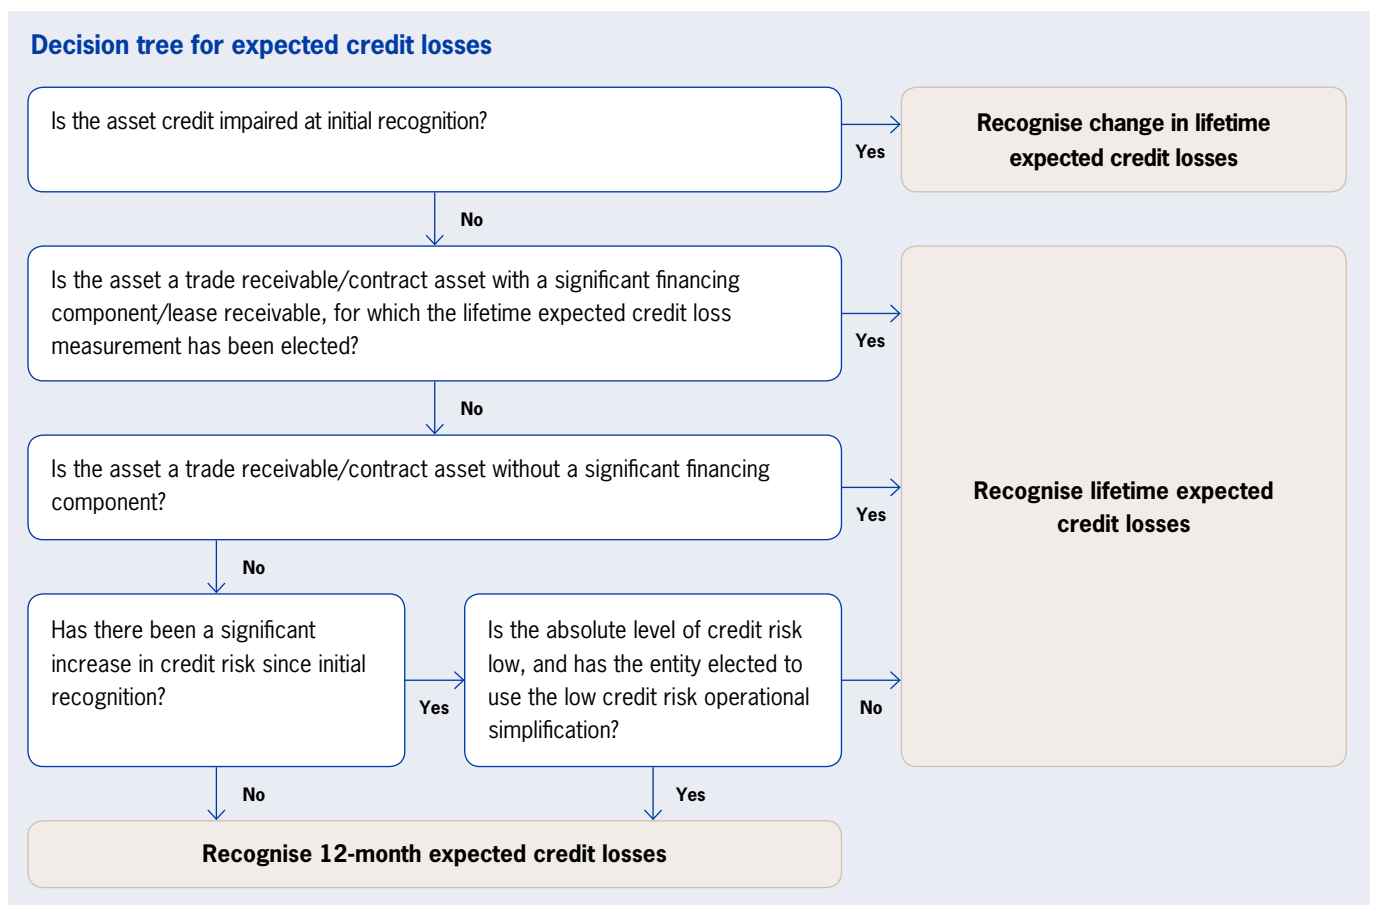 Decision tree for expected credit losses
Is the asset credit impaired at initial recognition?
Yes
Recognise change in lifetime
expected credit losses
No
Is the asset a trade receivable/contract asset with a significant financing
component/lease receivable, for which the lifetime expected credit loss
measurement has been elected?
Yes
No
Is the asset a trade receivable/contract asset without a significant financing
component?
Yes
Recognise lifetime expected
credit losses
No
Has there been a significant
increase in credit risk since initial
recognition?
Yes
Is the absolute level of credit risk
low, and has the entity elected to
use the low credit risk operational
simplification?
No
No
Yes
Recognise 12-month expected credit losses